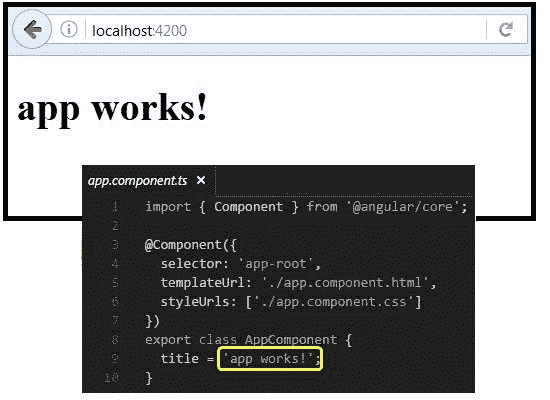 localhost:4200
app works!
app.component.ts ×
1 import { Component } from '@angular/core';
2
3 @Component({
4 selector: 'app-root',
5 templateUrl: './app.component.html',
6 styleUrls: ['./app.component.css']
7 })
8 export class AppComponent {
9 title = 'app works!';
10 }